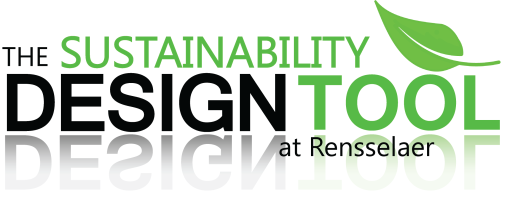 THE SUSTAINABILITY
DESIGN TOOL
at Rensselaer